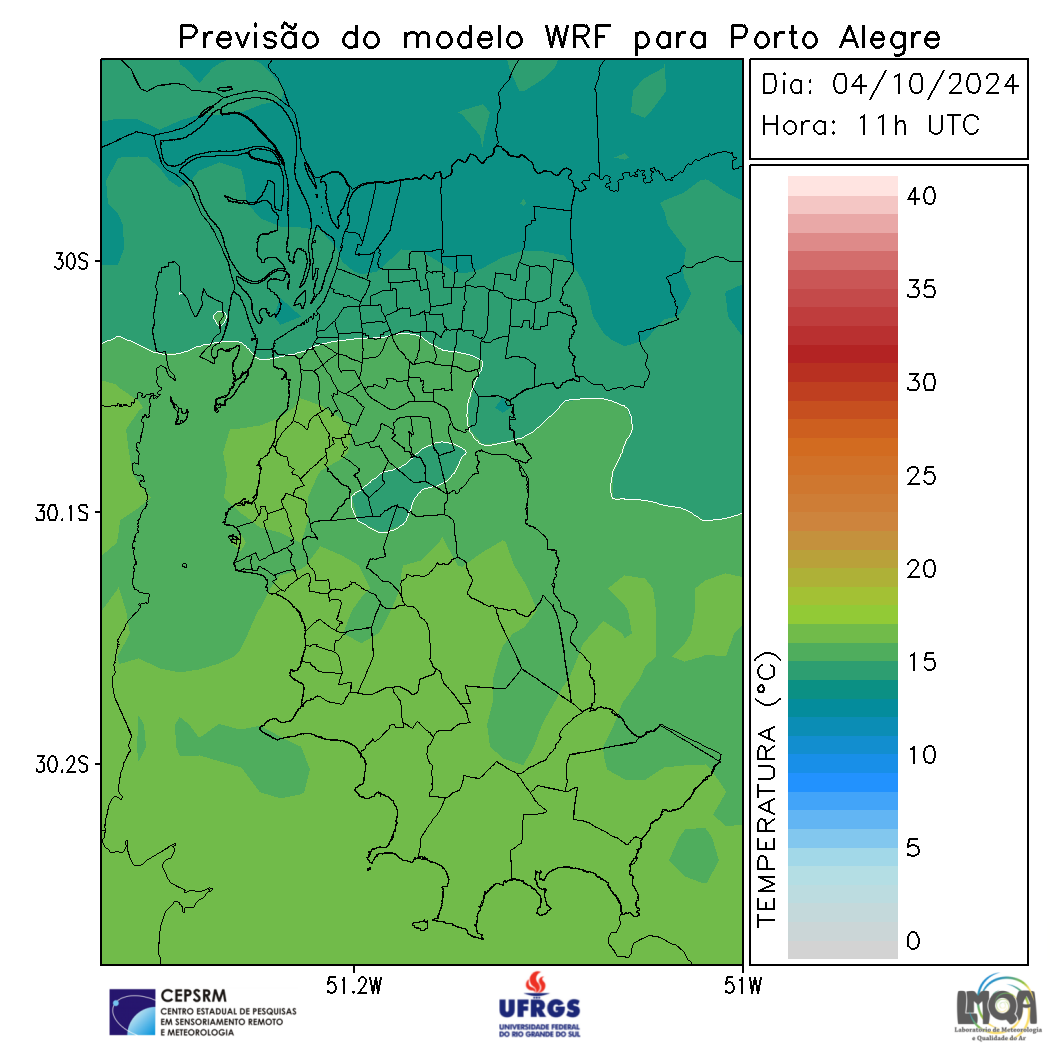 Previsão do modelo WRF para Porto Alegre
Dia: 04/10/2024
Hora: 11h UTC
40
35
30
25
20
15
10
5
0
TEMPERATURA (°C)
30S
30.1S
30.2S
51.2W
51W
CEPSRM
CENTRO ESTADUAL DE PESQUISAS
EM SENSORIAMENTO REMOTO
E METEOROLOGIA
UFRGS
UNIVERSIDADE FEDERAL
DO RIO GRANDE DO SUL
LMQA
Laboratório de Meteorologia
e Qualidade do Ar